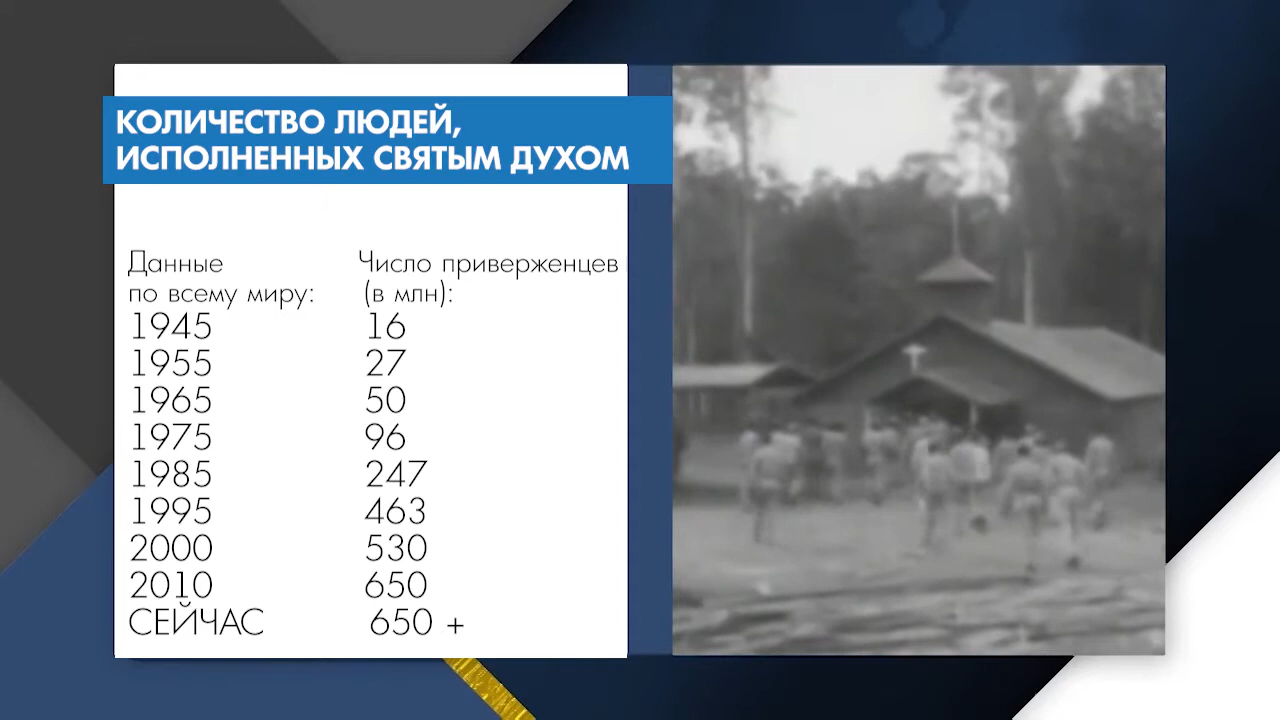 КОЛИЧЕСТВО ЛЮДЕЙ,
ИСПОЛНЕННЫХ СВЯТЫМ ДУХОМ
Данные Число приверженцев
по всему миру: (в млн):
1945 16
1955 27
1965 50
1975 96
1985 247
1995 463
2000 530
2010 650
СЕЙЧАС 650 +